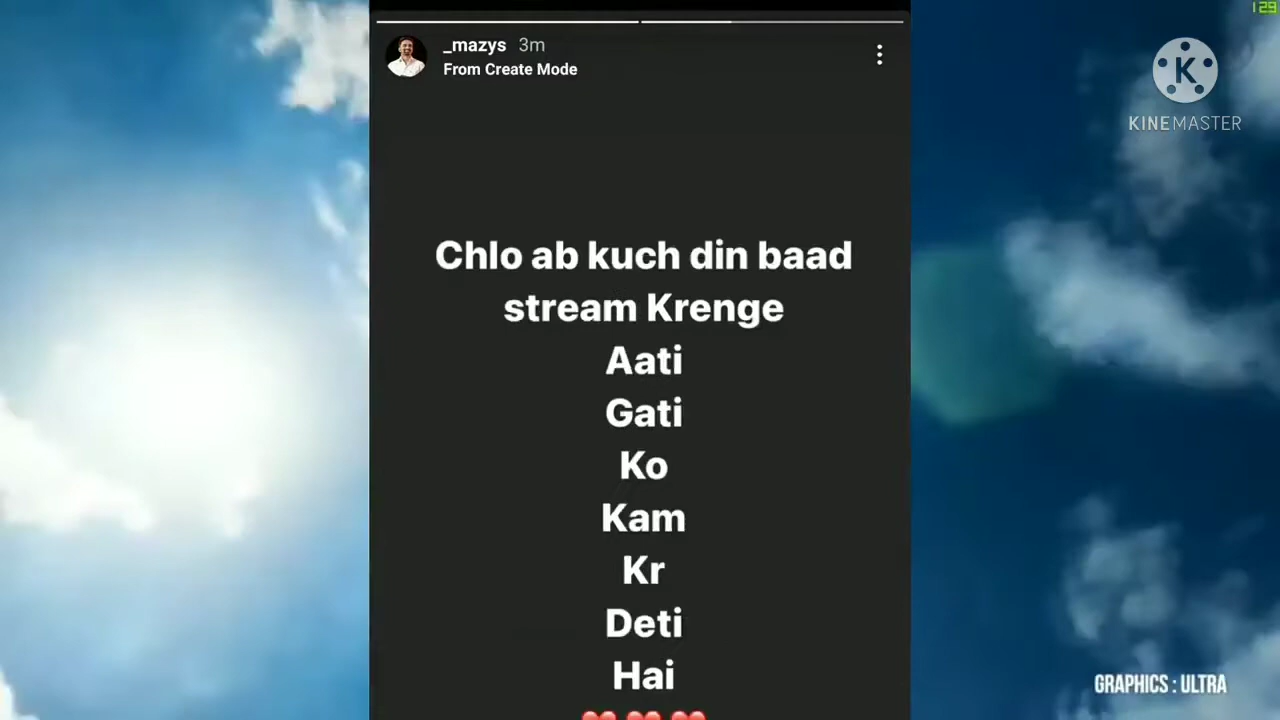 129
_mazys 3m
From Create Mode
K
KINEMASTER
Chlo ab kuch din baad
stream Krenge
Aati
Gati
Ko
Kam
Kr
Deti
Hai
GRAPHICS : ULTRA